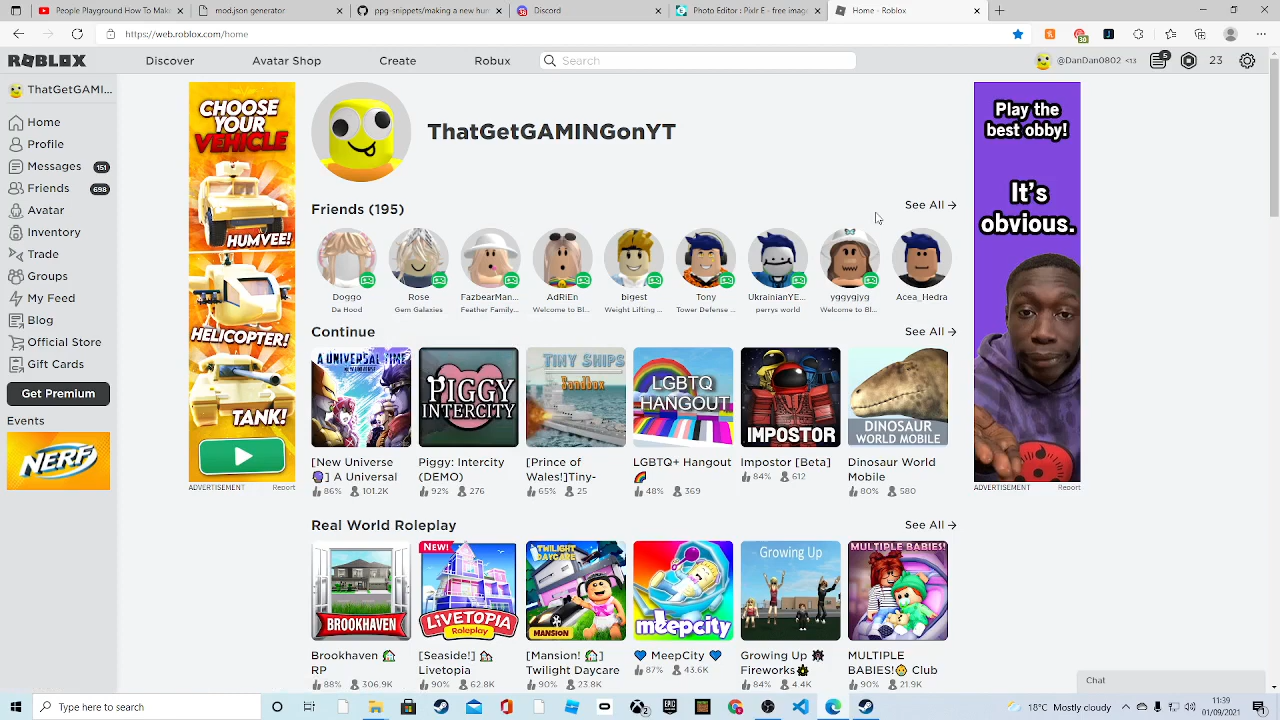 People Playground How To Make
generator
ppg-snippets/making a new hum
Discord
Photo Editor : Pixlr E - free imag
Home - Roblox
https://web.roblox.com/home
30
ROBLOX
Discover
Avatar Shop
Create
Robux
Search
@DanDan0802 <13
23
ThatGetGAMI...
Home
Profile
Messages 151
Friends 698
Avatar
Inventory
Trade
Groups
My Feed
Blog
Official Store
Gift Cards
Get Premium
Events
NERF
CHOOSE
YOUR
VEHICLE
HUMVEE!
HELICOPTER!
TANK!
ADVERTISEMENT
Report
ThatGetGAMINGonYT
Friends (195)
See All
Doggo
Rose
FazbearMan...
AdRiEn
bigest
Tony
UkrainianYE...
yggygjyg
Acea_Hedra
Da Hood
Gem Galaxies
Feather Family...
Welcome to Bl...
Weight Lifting ...
Tower Defense ...
perrys world
Welcome to Bl...
Continue
See All
A UNIVERSAL TIME
PIGGY
INTERCITY
TINY SHIPS
Sandbox
LGBTQ
HANGOUT
IMPOSTOR
DINOSAUR
WORLD MOBILE
[New Universe
] A Universal
86% 101.2K
Piggy: Intercity
(DEMO)
92% 276
[Prince of
Wales!]Tiny-
65% 25
LGBTQ+ Hangout
48% 369
Impostor [Beta]
84% 612
Dinosaur World
Mobile
80% 580
Real World Roleplay
See All
BROOKHAVEN
NEW!
LIVETOPIA
Roleplay
TWILIGHT
DAYCARE
MANSION
meepcity
Growing Up
MULTIPLE BABIES!
Brookhaven
RP
88% 306.9K
[Seaside!]
Livetopia
90% 62.8K
[Mansion! ]
Twilight Daycare
90% 23.8K
MeepCity
87% 43.6K
Growing Up
Fireworks
84% 4.4K
MULTIPLE
BABIES! Club
90% 21.9K
Play the
best obby!
It's
obvious.
ADVERTISEMENT
Report
Chat
Type here to search
18°C Mostly cloudy
11:39
01/09/2021